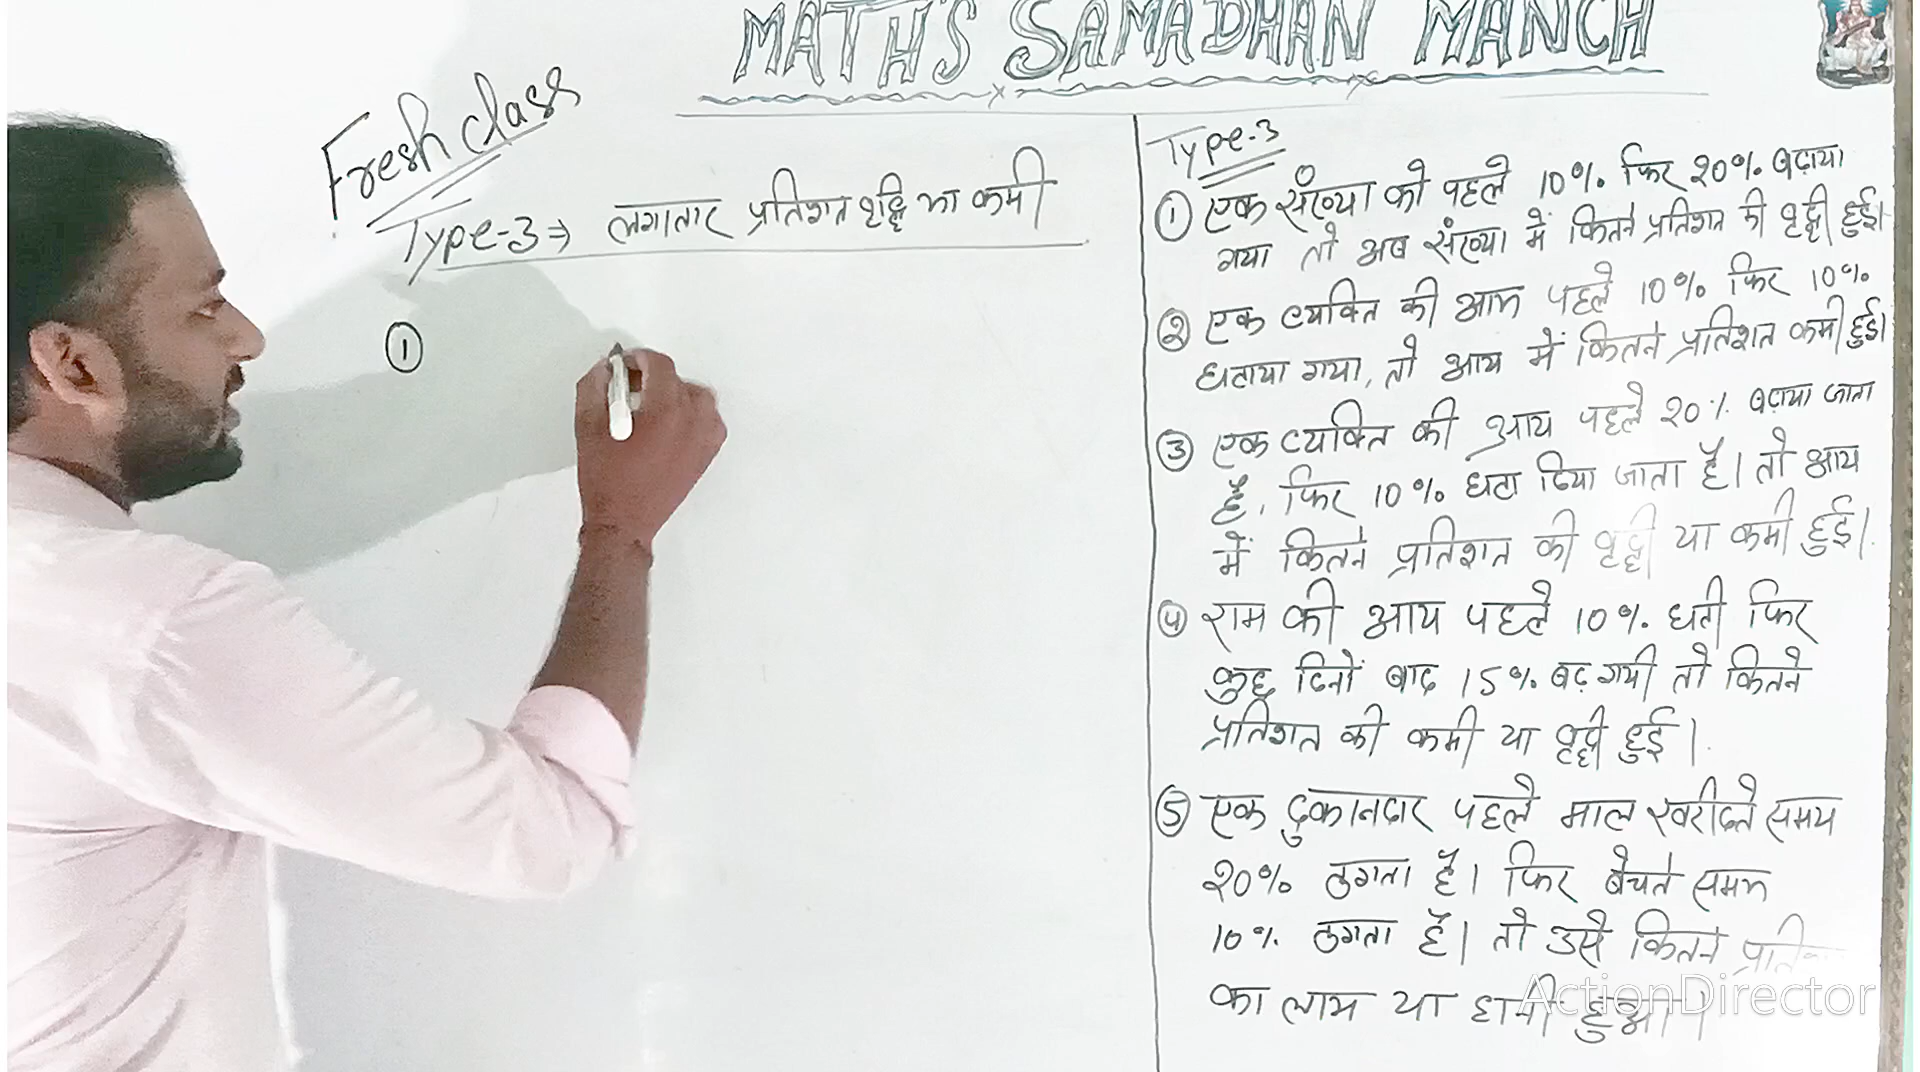 MATH'S SAMADHAN MANCH
Fresh class
Type-3 ⇒ लगातार प्रतिशत वृद्धि या कमी
①
Type-3
① एक संख्या को पहले 10% फिर 20% बढ़ाया
गया तो अब संख्या में कितने प्रतिशत की वृद्धी हुई।
② एक व्यक्ति की आय पहले 10% फिर 10%
घटाया गया, तो आय में कितने प्रतिशत कमी हुई।
③ एक व्यक्ति की आय पहले 20% बढ़ाया जाता
है, फिर 10% घटा दिया जाता है। तो आय
में कितने प्रतिशत की वृद्धी या कमी हुई।
④ राम की आय पहले 10% घटी फिर
कुछ दिनों बाद 15% बढ़ गयी तो कितने
प्रतिशत की कमी या वृद्धी हुई।
⑤ एक दुकानदार पहले माल खरीदते समय
20% ठगता है। फिर बेचते समय
10% ठगता है। तो उसे कितने
का लाभ या हानी हुआ।
ActionDirector